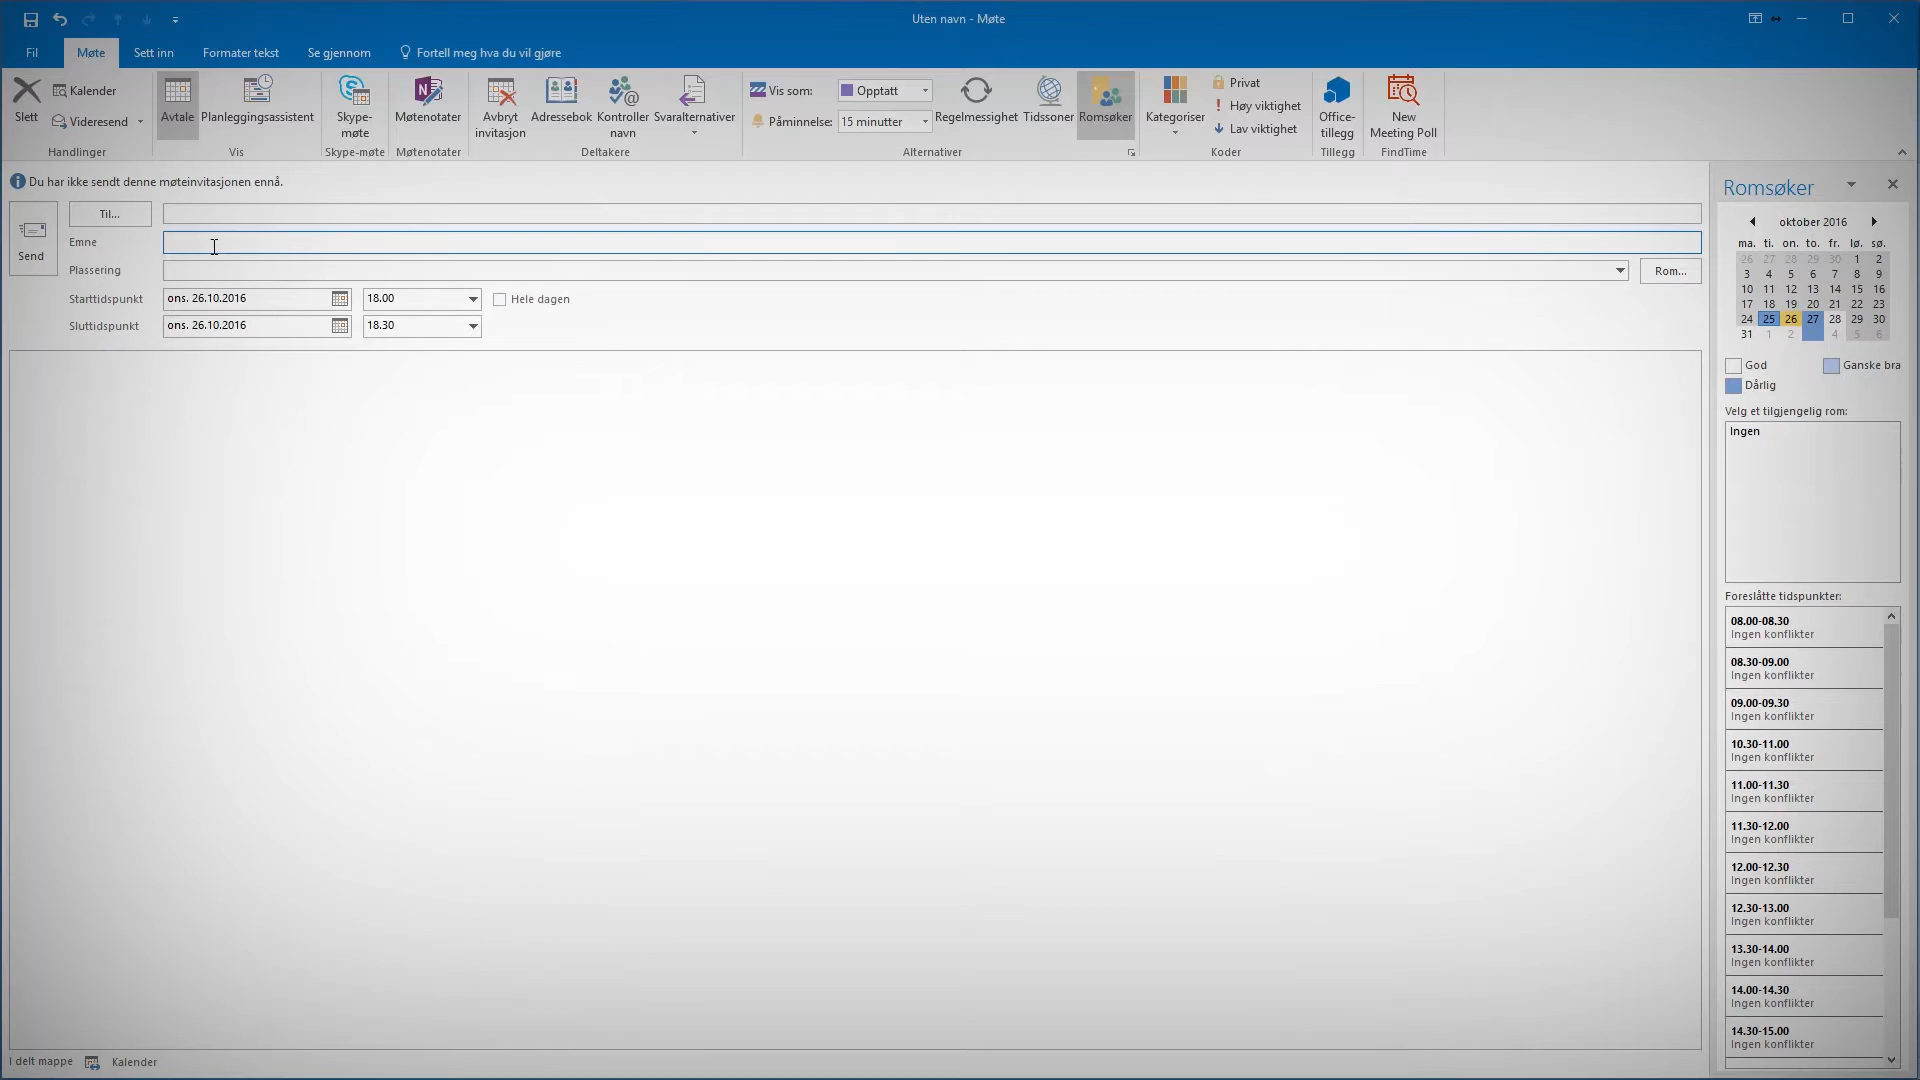 Uten navn - Møte
Fil Møte Sett inn Formater tekst Se gjennom Fortell meg hva du vil gjøre
Slett
Kalender
Videresend
Handlinger
Avtale
Planleggingsassistent
Vis
Skype-
møte
Skype-møte
Møtenotater
Møtenotater
Avbryt
invitasjon
Adressebok
Kontroller
navn
Svaralternativer
Deltakere
Vis som: Opptatt
Påminnelse: 15 minutter
Regelmessighet
Tidssoner
Romsøker
Alternativer
Kategoriser
Privat
Høy viktighet
Lav viktighet
Koder
Office-
tillegg
Tillegg
New
Meeting Poll
FindTime
Du har ikke sendt denne møteinvitasjonen ennå.
Send
Til...
Emne
Plassering
Rom...
Starttidspunkt ons. 26.10.2016 18.00 Hele dagen
Sluttidspunkt ons. 26.10.2016 18.30
Romsøker
oktober 2016
ma. ti. on. to. fr. lø. sø.
26 27 28 29 30 1 2
3 4 5 6 7 8 9
10 11 12 13 14 15 16
17 18 19 20 21 22 23
24 25 26 27 28 29 30
31 1 2 4 5 6
God Ganske bra
Dårlig
Velg et tilgjengelig rom:
Ingen
Foreslåtte tidspunkter:
08.00-08.30
Ingen konflikter
08.30-09.00
Ingen konflikter
09.00-09.30
Ingen konflikter
10.30-11.00
Ingen konflikter
11.00-11.30
Ingen konflikter
11.30-12.00
Ingen konflikter
12.00-12.30
Ingen konflikter
12.30-13.00
Ingen konflikter
13.30-14.00
Ingen konflikter
14.00-14.30
Ingen konflikter
14.30-15.00
Ingen konflikter
I delt mappe Kalender